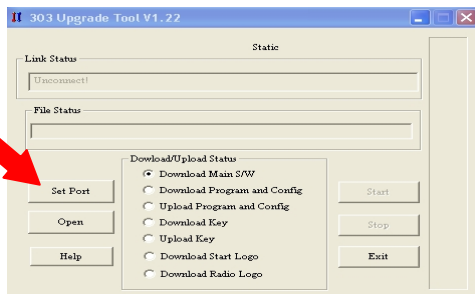 303 Upgrade Tool V1.22
Static
Link Status
Unconnect!
File Status
Dowload/Upload Status
Download Main S/W
Set Port
Download Program and Config
Start
Upload Program and Config
Open
Download Key
Stop
Upload Key
Help
Download Start Logo
Exit
Download Radio Logo